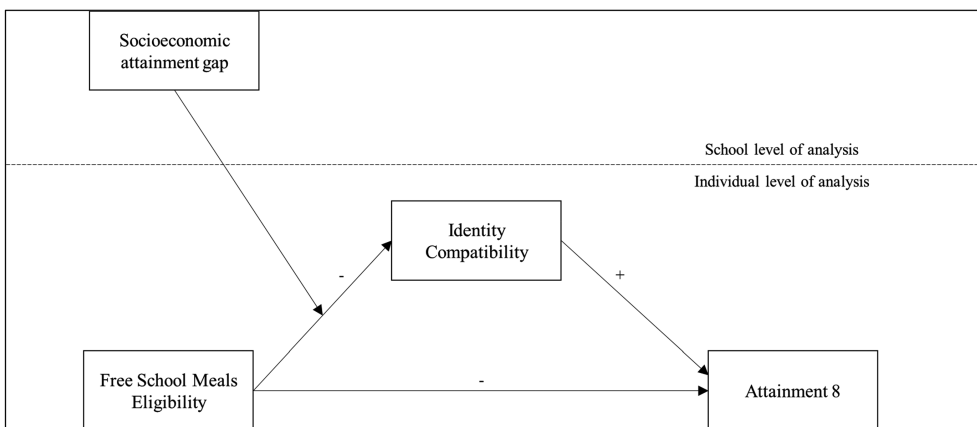 Socioeconomic
attainment gap
School level of analysis
Individual level of analysis
Identity
Compatibility
-
+
Free School Meals
Eligibility
-
Attainment 8